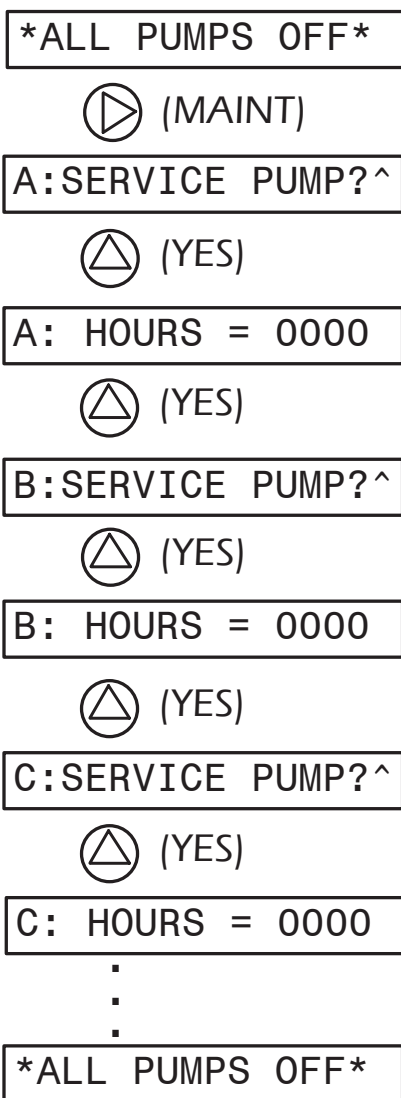 *ALL PUMPS OFF*
(MAINT)
A:SERVICE PUMP?^
(YES)
A: HOURS = 0000
(YES)
B:SERVICE PUMP?^
(YES)
B: HOURS = 0000
(YES)
C:SERVICE PUMP?^
(YES)
C: HOURS = 0000
.
.
.
*ALL PUMPS OFF*